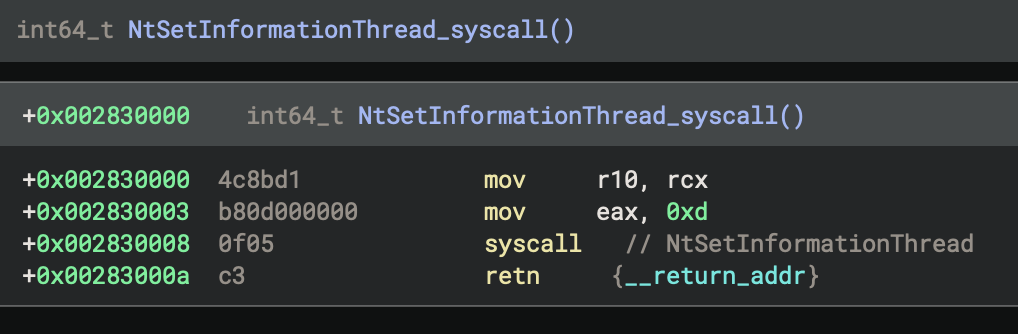 int64_t NtSetInformationThread_syscall()
+0x002830000 int64_t NtSetInformationThread_syscall()
+0x002830000 4c8bd1 mov r10, rcx
+0x002830003 b80d000000 mov eax, 0xd
+0x002830008 0f05 syscall // NtSetInformationThread
+0x00283000a c3 retn {__return_addr}